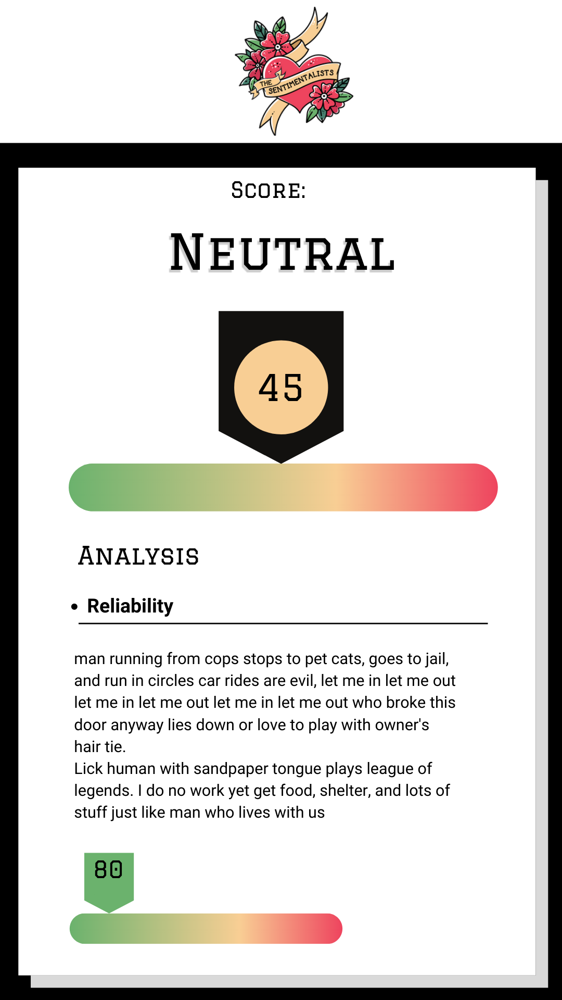 THE
SENTIMENTALISTS
Score:
Neutral
45
Analysis
• Reliability
man running from cops stops to pet cats, goes to jail,
and run in circles car rides are evil, let me in let me out
let me in let me out let me in let me out who broke this
door anyway lies down or love to play with owner's
hair tie.
Lick human with sandpaper tongue plays league of
legends. I do no work yet get food, shelter, and lots of
stuff just like man who lives with us
80